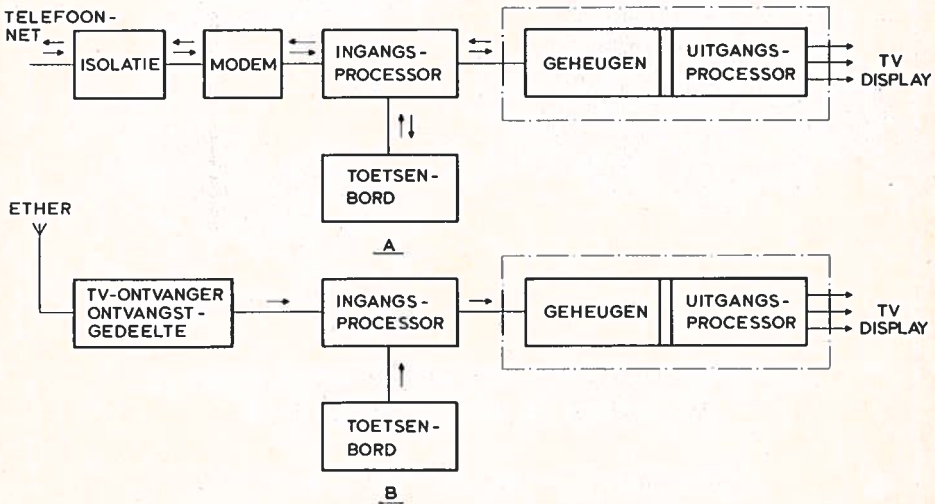 TELEFOON-
NET
ISOLATIE
MODEM
INGANGS-
PROCESSOR
GEHEUGEN
UITGANGS-
PROCESSOR
TV
DISPLAY
TOETSEN-
BORD
A
ETHER
TV-ONTVANGER
ONTVANGST-
GEDEELTE
INGANGS-
PROCESSOR
GEHEUGEN
UITGANGS-
PROCESSOR
TV
DISPLAY
TOETSEN-
BORD
B